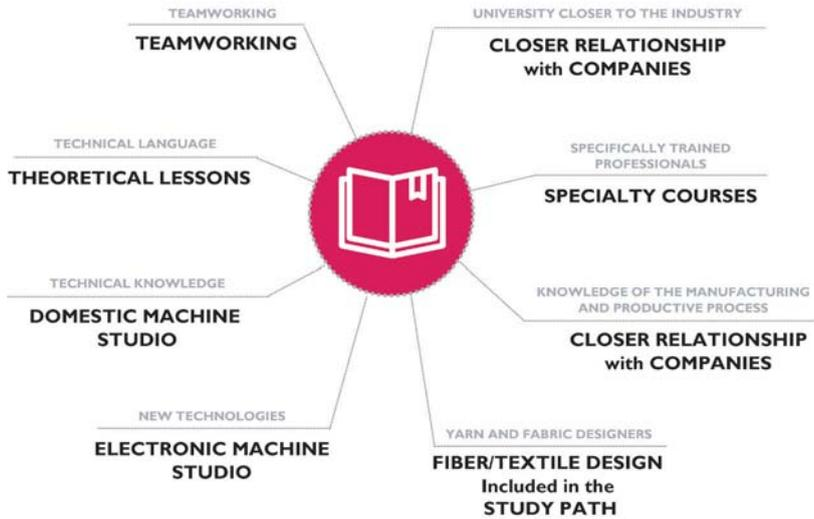 TEAMWORKING
TEAMWORKING
UNIVERSITY CLOSER TO THE INDUSTRY
CLOSER RELATIONSHIP
with COMPANIES
TECHNICAL LANGUAGE
THEORETICAL LESSONS
SPECIFICALLY TRAINED
PROFESSIONALS
SPECIALTY COURSES
TECHNICAL KNOWLEDGE
DOMESTIC MACHINE
STUDIO
KNOWLEDGE OF THE MANUFACTURING
AND PRODUCTIVE PROCESS
CLOSER RELATIONSHIP
with COMPANIES
NEW TECHNOLOGIES
ELECTRONIC MACHINE
STUDIO
YARN AND FABRIC DESIGNERS
FIBER/TEXTILE DESIGN
Included in the
STUDY PATH